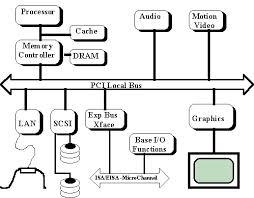 Processor
Cache
Audio
Motion
Video
Memory
Controller
DRAM
PCI Local Bus
LAN
SCSI
Exp Bus
Xface
Base I/O
Functions
Graphics
ISA/EISA - MicroChannel